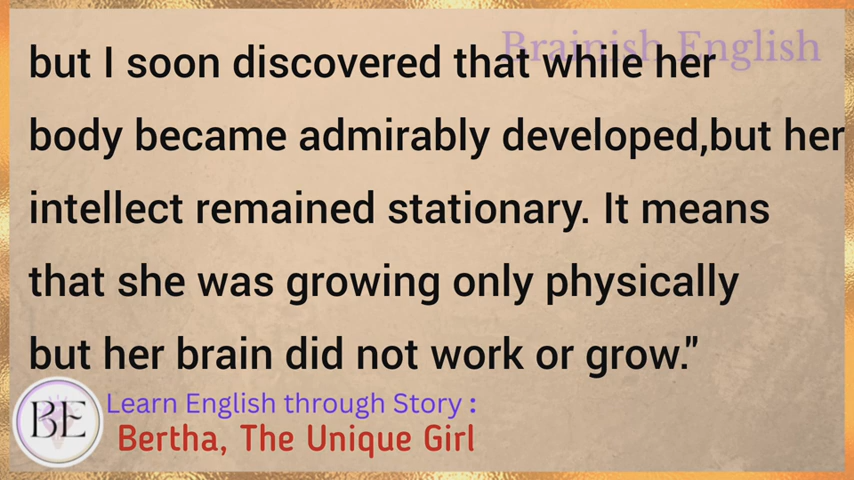 Brainish English
but I soon discovered that while her
body became admirably developed,but her
intellect remained stationary. It means
that she was growing only physically
but her brain did not work or grow."
BE
Learn English through Story :
Bertha, The Unique Girl